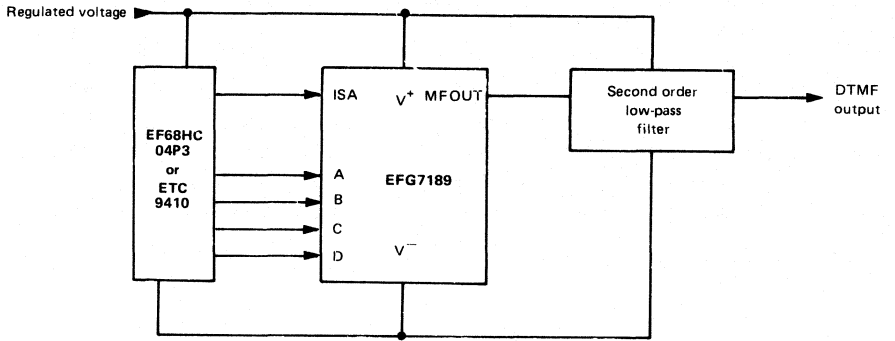 Regulated voltage
ISA
V+ MFOUT
Second order
low-pass
filter
DTMF
output
EF68HC
04P3
or
ETC
9410
A
B
C
D
EFG7189
V—